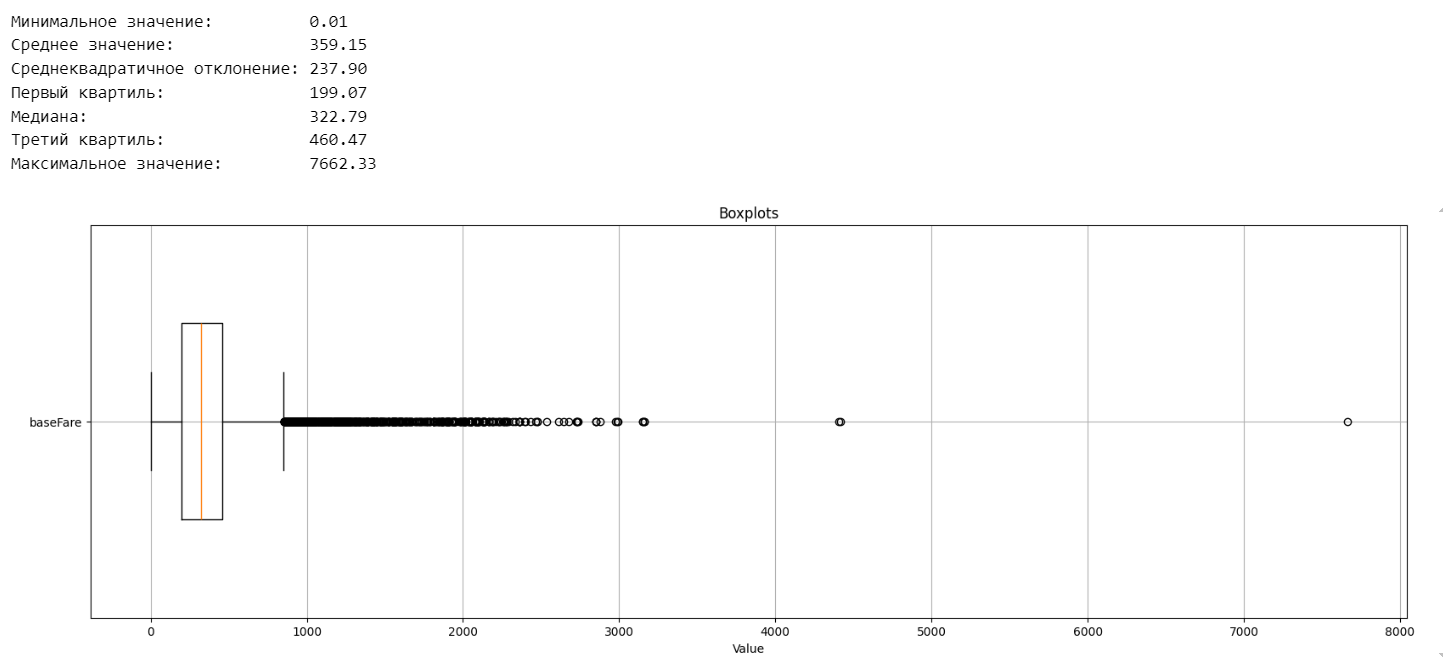 Минимальное значение: 0.01
Среднее значение: 359.15
Среднеквадратичное отклонение: 237.90
Первый квартиль: 199.07
Медиана: 322.79
Третий квартиль: 460.47
Максимальное значение: 7662.33
Boxplots
baseFare
0 1000 2000 3000 4000 5000 6000 7000 8000
Value